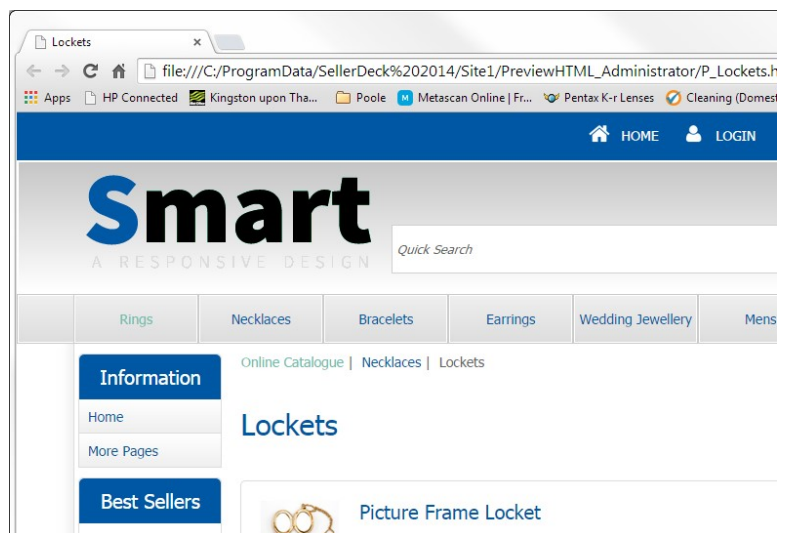 Lockets
file:///C:/ProgramData/SellerDeck%202014/Site1/PreviewHTML_Administrator/P_Lockets.h
Apps HP Connected Kingston upon Tha... Poole Metascan Online | Fr... Pentax K-r Lenses Cleaning (Domest
HOME LOGIN
Smart
A RESPONSIVE DESIGN
Quick Search
Rings Necklaces Bracelets Earrings Wedding Jewellery Mens
Online Catalogue | Necklaces | Lockets
Information
Home
Lockets
More Pages
Best Sellers
Picture Frame Locket